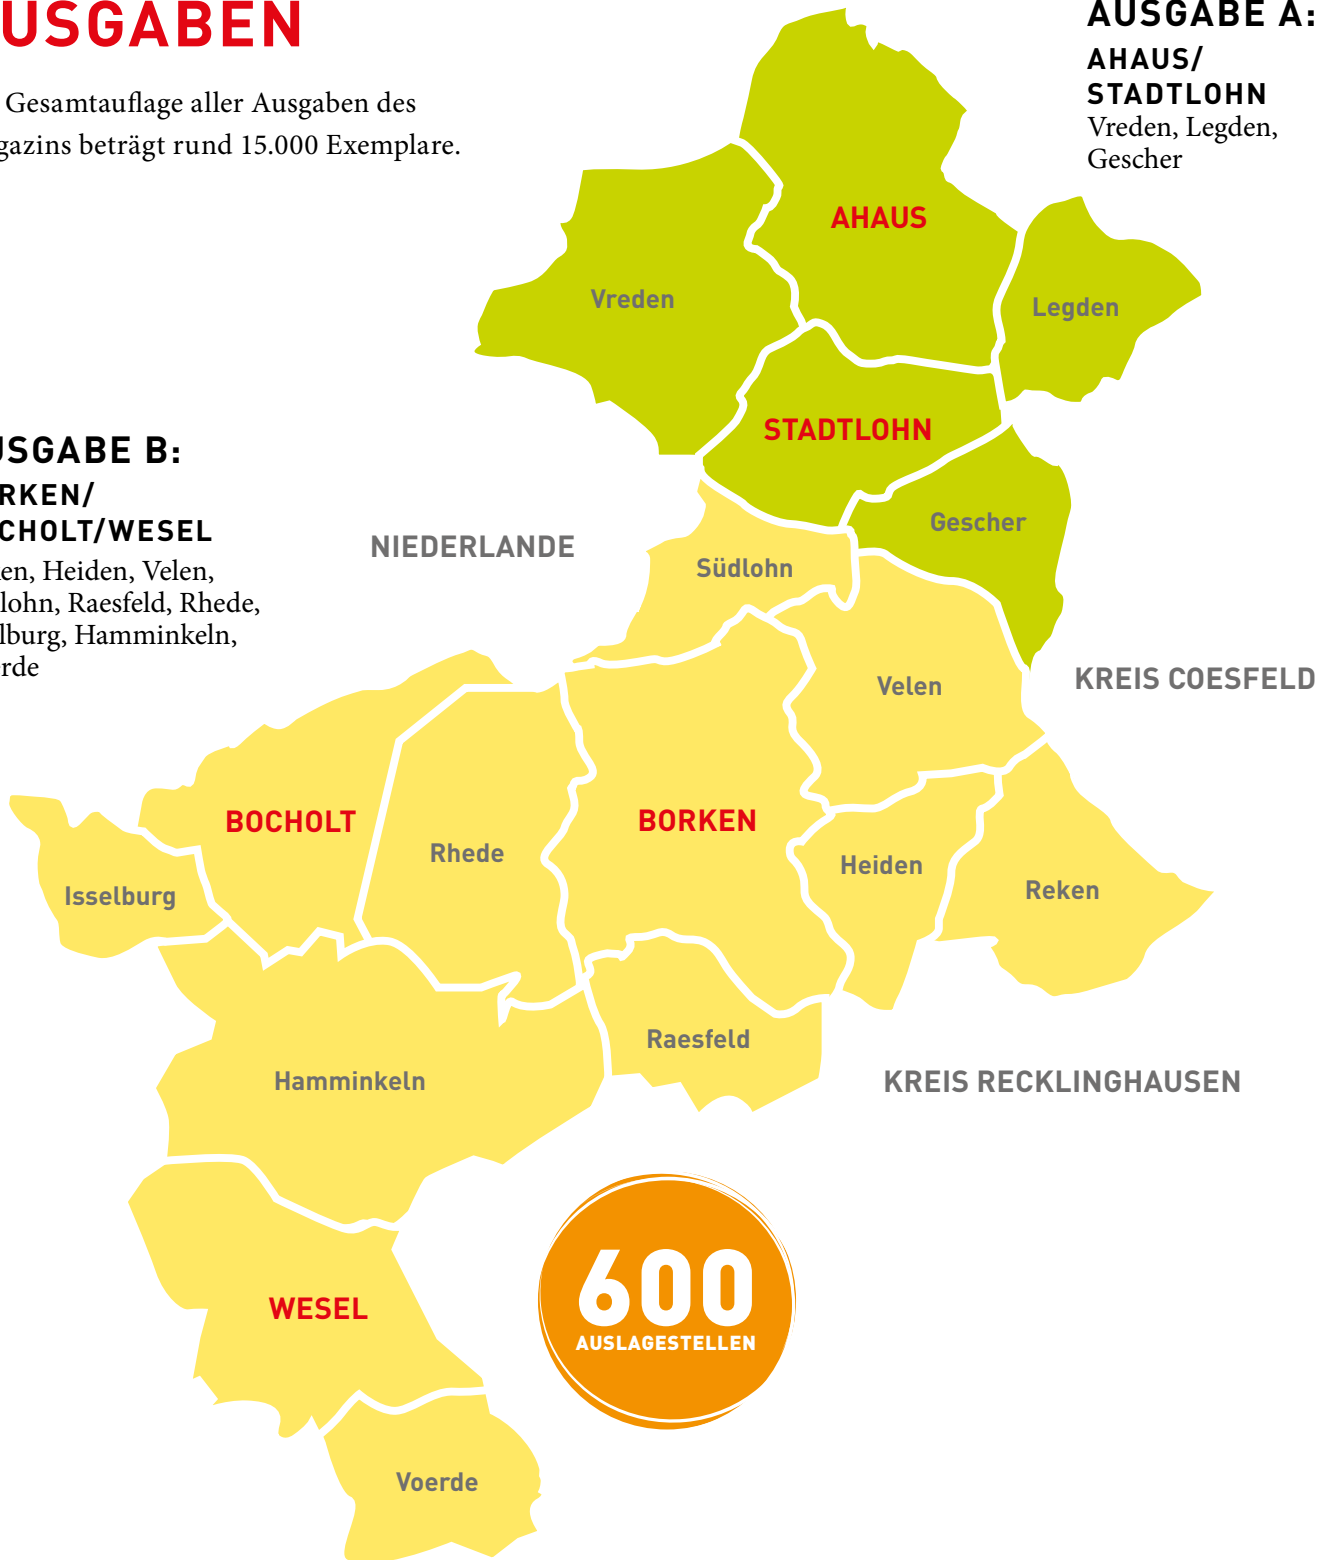 USGABEN
Gesamtauflage aller Ausgaben des
gazins beträgt rund 15.000 Exemplare.
AUSGABE A:
AHAUS/
STADTLOHN
Vreden, Legden,
Gescher
AHAUS
Vreden
Legden
STADTLOHN
USGABE B:
RKEN/
CHOLT/WESEL
en, Heiden, Velen,
lohn, Raesfeld, Rhede,
lburg, Hamminkeln,
rde
Gescher
NIEDERLANDE
Südlohn
Velen
KREIS COESFELD
BOCHOLT
BORKEN
Rhede
Heiden
Isselburg
Reken
Raesfeld
Hamminkeln
KREIS RECKLINGHAUSEN
600
AUSLAGESTELLEN
WESEL
Voerde